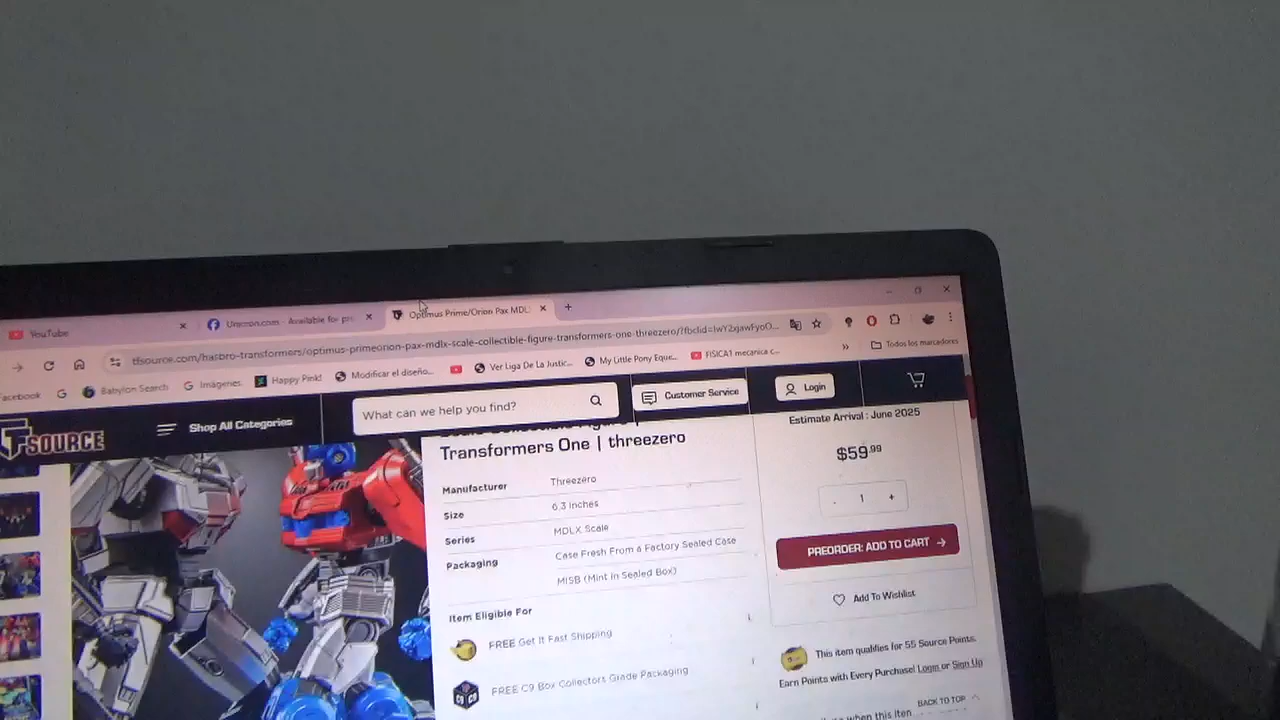 YouTube
Unicron.com - Available for pr
Optimus Prime/Orion Pax MDL
tfsource.com/hasbro-transformers/optimus-primeorion-pax-mdlx-scale-collectible-figure-transformers-one-threezero/?fbclid=
Facebook
Babylon Search
Imágenes
Happy Pink!
Modificar el diseño...
Ver Liga De La Justic...
My Little Pony Eque...
FISICA1 mecanica c...
Todos los marcadores
TFSOURCE
Shop All Categories
What can we help you find?
Customer Service
Login
Transformers One | threezero
Manufacturer Threezero
Size 6.3 inches
Series MDLX Scale
Packaging Case Fresh From a Factory Sealed Case
MISB (Mint in Sealed Box)
Item Eligible For
FREE Get It Fast Shipping
FREE C9 Box Collectors Grade Packaging
Estimate Arrival : June 2025
$59.99
- 1 +
PREORDER: ADD TO CART →
Add To Wishlist
This item qualifies for 55 Source Points.
Earn Points with Every Purchase! Login or Sign Up
BACK TO TOP
when this item